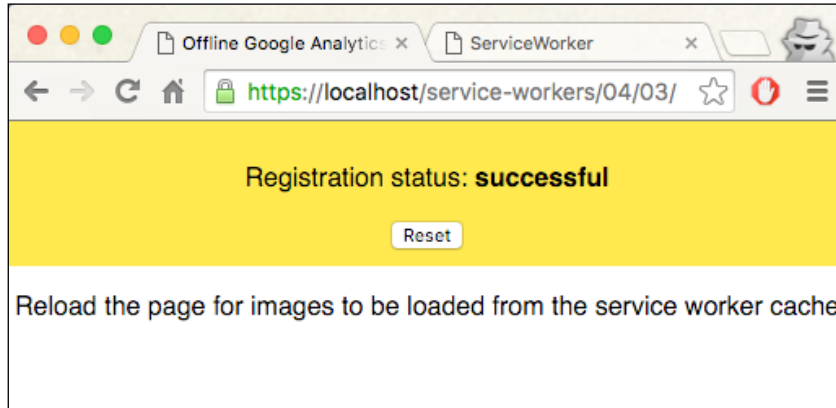 Offline Google Analytics
ServiceWorker
https://localhost/service-workers/04/03/
Registration status: successful
Reset
Reload the page for images to be loaded from the service worker cache